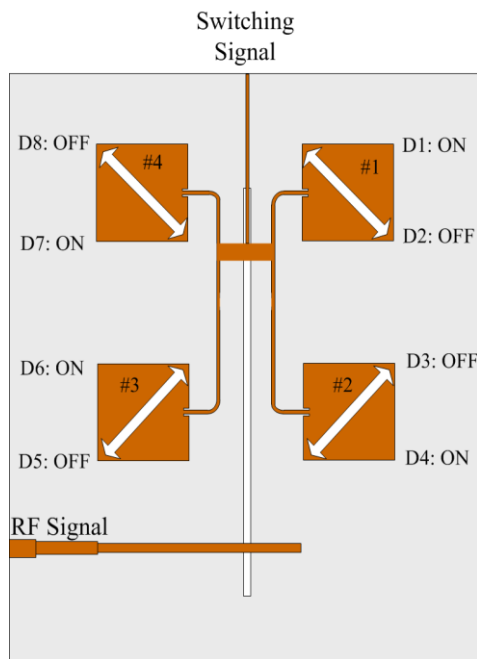 Switching
Signal
D8: OFF
#4
D7: ON
D1: ON
#1
D2: OFF
D6: ON
#3
D5: OFF
D3: OFF
#2
D4: ON
RF Signal